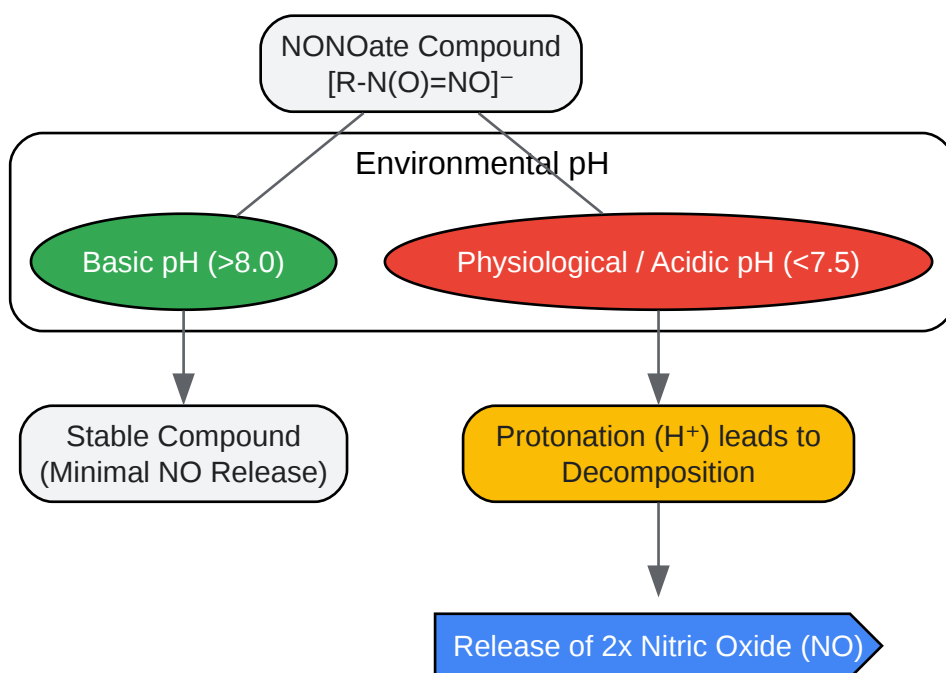 NONOate Compound
[R-N(O)=NO]⁻
Environmental pH
Basic pH (>8.0)
Physiological / Acidic pH (<7.5)
Stable Compound
(Minimal NO Release)
Protonation (H⁺) leads to
Decomposition
Release of 2x Nitric Oxide (NO)